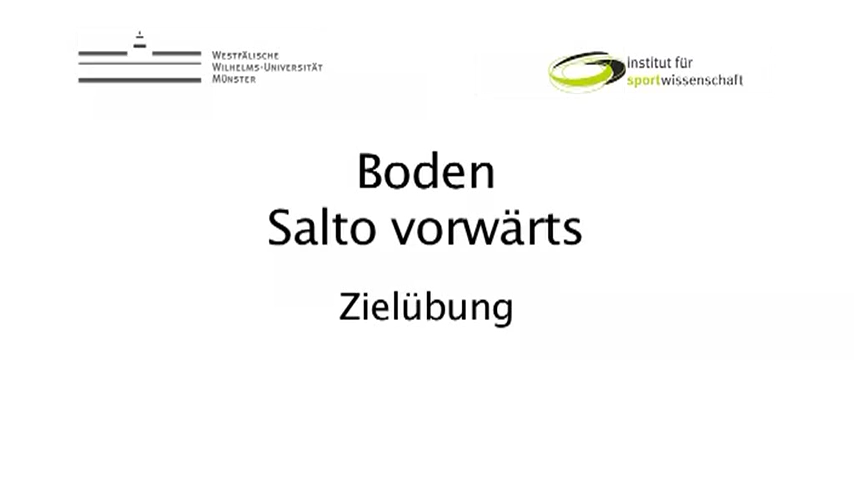 Westfälische
Wilhelms-Universität
Münster
institut für
sportwissenschaft
Boden
Salto vorwärts
Zielübung